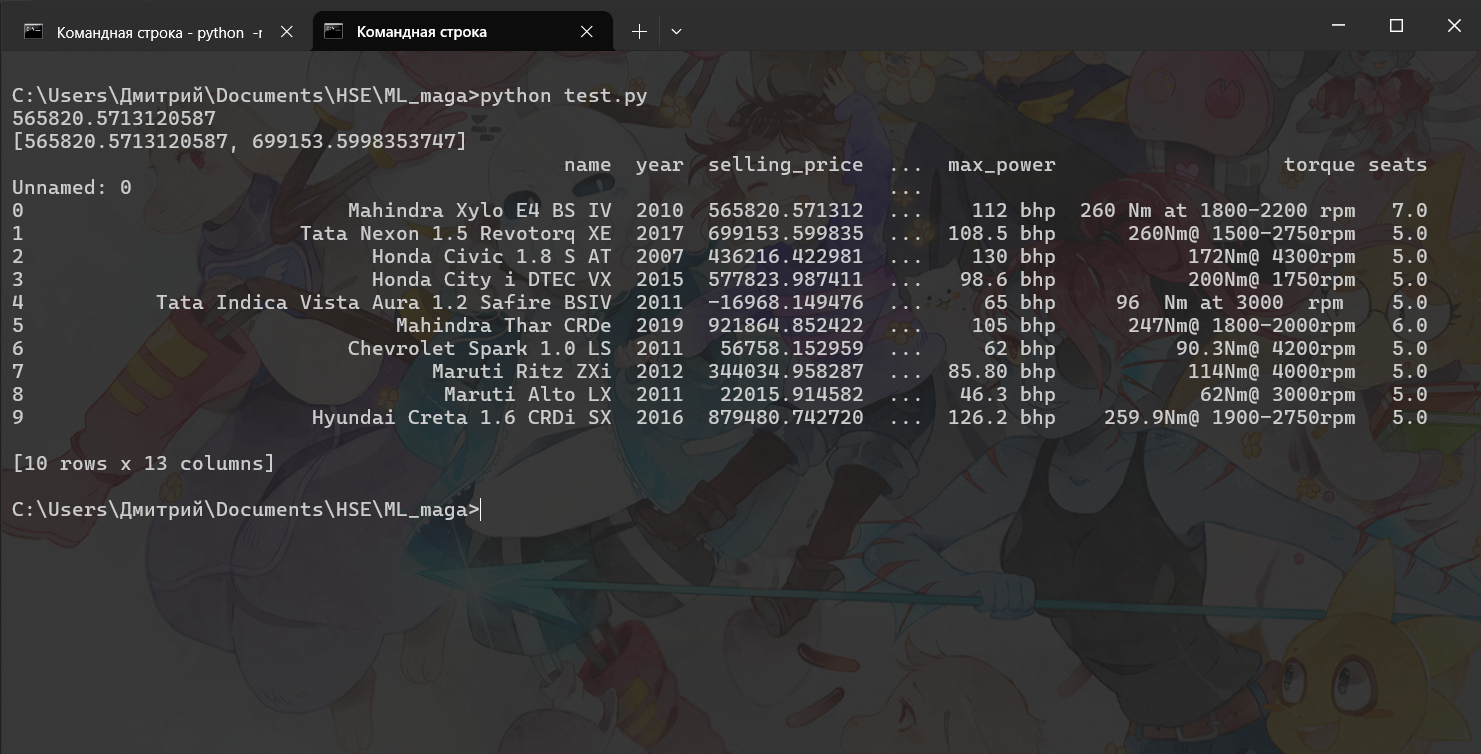 Командная строка - python -r
Командная строка
C:\Users\Дмитрий\Documents\HSE\ML_maga>python test.py
565820.5713120587
[565820.5713120587, 699153.5998353747]
name year selling_price ... max_power torque seats
Unnamed: 0 ...
0 Mahindra Xylo E4 BS IV 2010 565820.571312 ... 112 bhp 260 Nm at 1800-2200 rpm 7.0
1 Tata Nexon 1.5 Revotorq XE 2017 699153.599835 ... 108.5 bhp 260Nm@ 1500-2750rpm 5.0
2 Honda Civic 1.8 S AT 2007 436216.422981 ... 130 bhp 172Nm@ 4300rpm 5.0
3 Honda City i DTEC VX 2015 577823.987411 ... 98.6 bhp 200Nm@ 1750rpm 5.0
4 Tata Indica Vista Aura 1.2 Safire BSIV 2011 -16968.149476 ... 65 bhp 96 Nm at 3000 rpm 5.0
5 Mahindra Thar CRDe 2019 921864.852422 ... 105 bhp 247Nm@ 1800-2000rpm 6.0
6 Chevrolet Spark 1.0 LS 2011 56758.152959 ... 62 bhp 90.3Nm@ 4200rpm 5.0
7 Maruti Ritz ZXi 2012 344034.958287 ... 85.80 bhp 114Nm@ 4000rpm 5.0
8 Maruti Alto LX 2011 22015.914582 ... 46.3 bhp 62Nm@ 3000rpm 5.0
9 Hyundai Creta 1.6 CRDi SX 2016 879480.742720 ... 126.2 bhp 259.9Nm@ 1900-2750rpm 5.0
[10 rows x 13 columns]
C:\Users\Дмитрий\Documents\HSE\ML_maga>